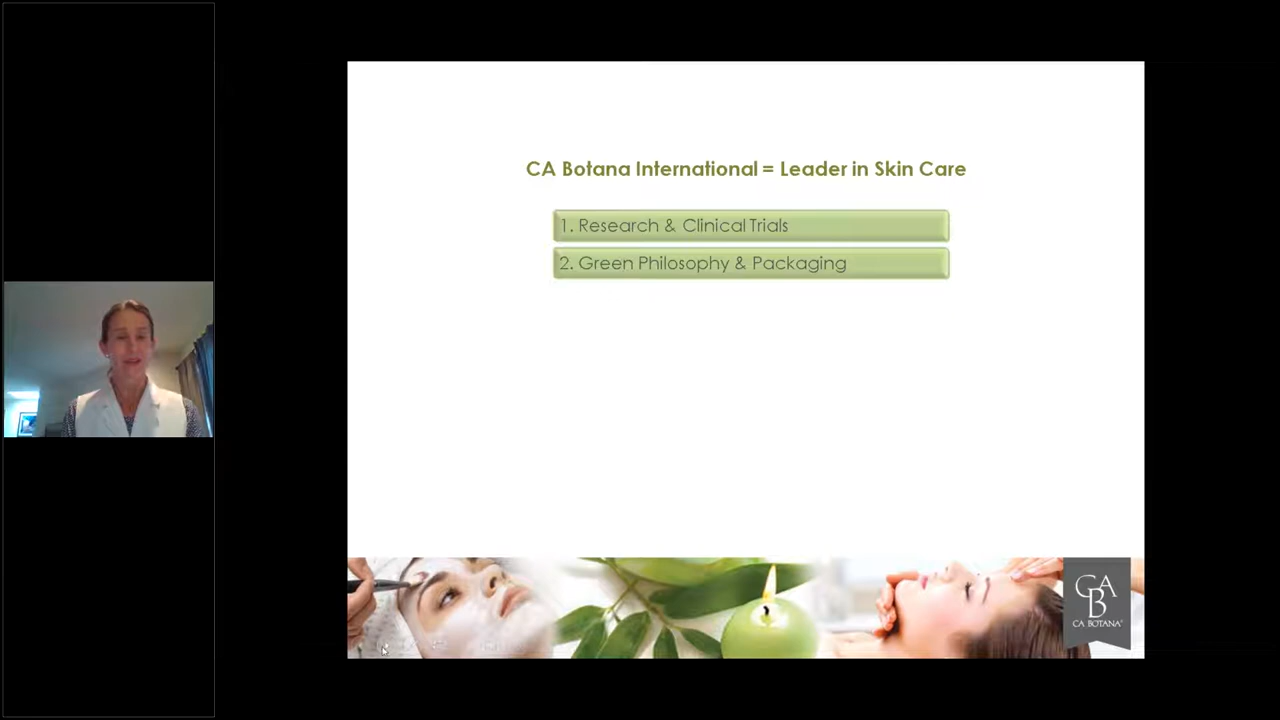 CA Botana International = Leader in Skin Care
1. Research & Clinical Trials
2. Green Philosophy & Packaging
CA
B
CA BOTANA®